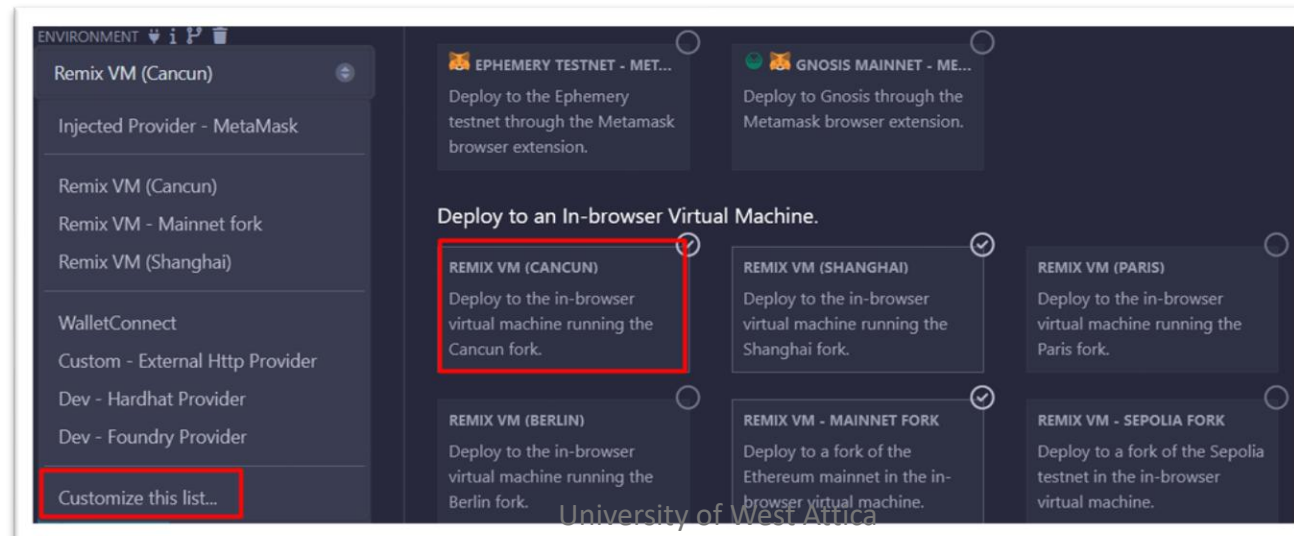 ENVIRONMENT
Remix VM (Cancun)
Injected Provider - MetaMask
Remix VM (Cancun)
Remix VM - Mainnet fork
Remix VM (Shanghai)
WalletConnect
Custom - External Http Provider
Dev - Hardhat Provider
Dev - Foundry Provider
Customize this list...
EPHEMERY TESTNET - MET...
Deploy to the Ephemery
testnet through the Metamask
browser extension.
GNOSIS MAINNET - ME...
Deploy to Gnosis through the
Metamask browser extension.
Deploy to an In-browser Virtual Machine.
REMIX VM (CANCUN)
Deploy to the in-browser
virtual machine running the
Cancun fork.
REMIX VM (SHANGHAI)
Deploy to the in-browser
virtual machine running the
Shanghai fork.
REMIX VM (PARIS)
Deploy to the in-browser
virtual machine running the
Paris fork.
REMIX VM (BERLIN)
Deploy to the in-browser
virtual machine running the
Berlin fork.
REMIX VM - MAINNET FORK
Deploy to a fork of the
Ethereum mainnet in the in-
browser virtual machine.
REMIX VM - SEPOLIA FORK
Deploy to a fork of the Sepolia
testnet in the in-browser
virtual machine.
University of West Attica